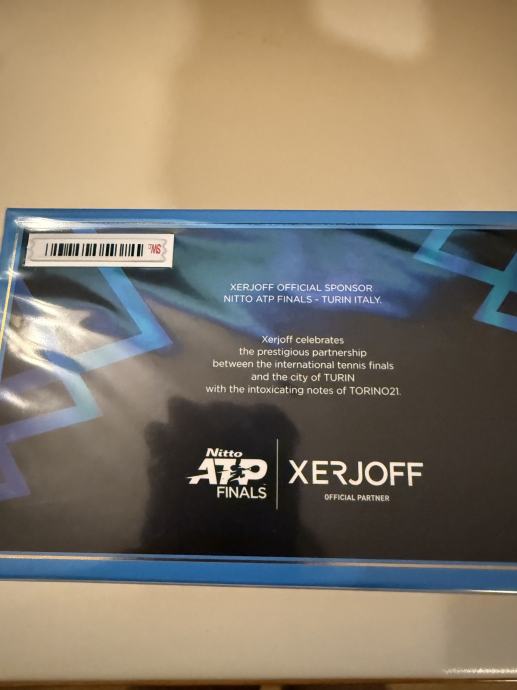 SN
XERJOFF OFFICIAL SPONSOR
NITTO ATP FINALS - TURIN ITALY.
Xerjoff celebrates
the prestigious partnership
between the international tennis finals
and the city of TURIN
with the intoxicating notes of TORINO21.
Nitto
ATP
FINALS
XERJOFF
OFFICIAL PARTNER